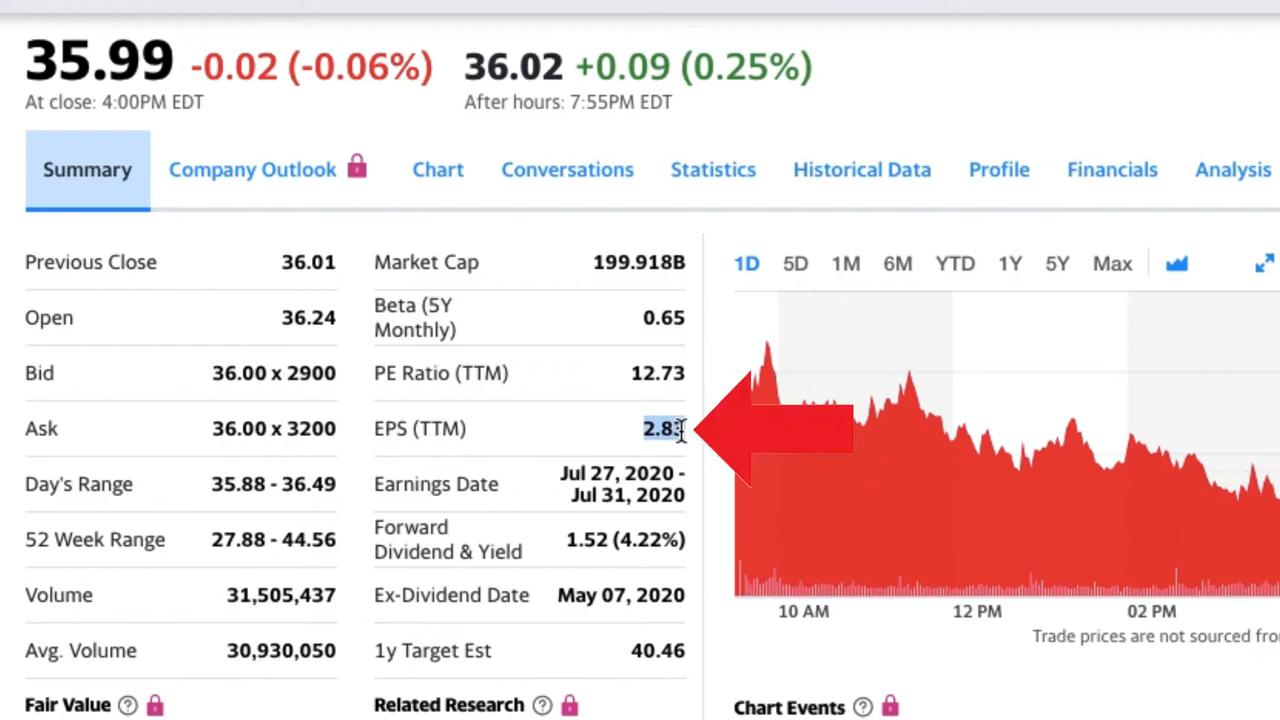 35.99 -0.02 (-0.06%) 36.02 +0.09 (0.25%)
At close: 4:00PM EDT After hours: 7:55PM EDT
Summary Company Outlook Chart Conversations Statistics Historical Data Profile Financials Analysis
Previous Close 36.01
Open 36.24
Bid 36.00 x 2900
Ask 36.00 x 3200
Day's Range 35.88 - 36.49
52 Week Range 27.88 - 44.56
Volume 31,505,437
Avg. Volume 30,930,050
Fair Value
Market Cap 199.918B
Beta (5Y
Monthly) 0.65
PE Ratio (TTM) 12.73
EPS (TTM)
Earnings Date Jul 27, 2020 -
Jul 31, 2020
Forward
Dividend & Yield 1.52 (4.22%)
Ex-Dividend Date May 07, 2020
1y Target Est 40.46
Related Research
1D 5D 1M 6M YTD 1Y 5Y Max
10 AM 12 PM 02 PM
Trade prices are not sourced
Chart Events